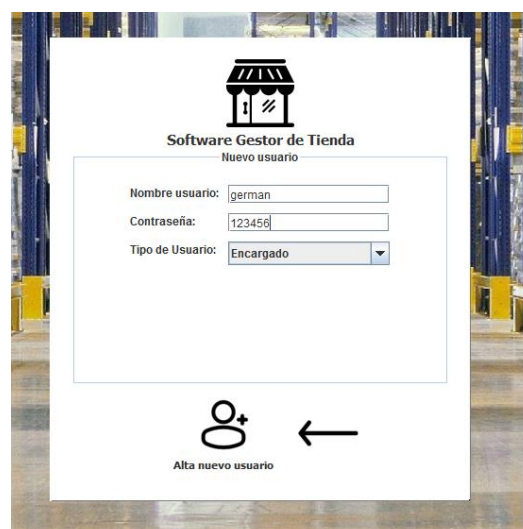 Software Gestor de Tienda
Nuevo usuario
Nombre usuario: german
Contraseña: 123456
Tipo de Usuario: Encargado
Alta nuevo usuario